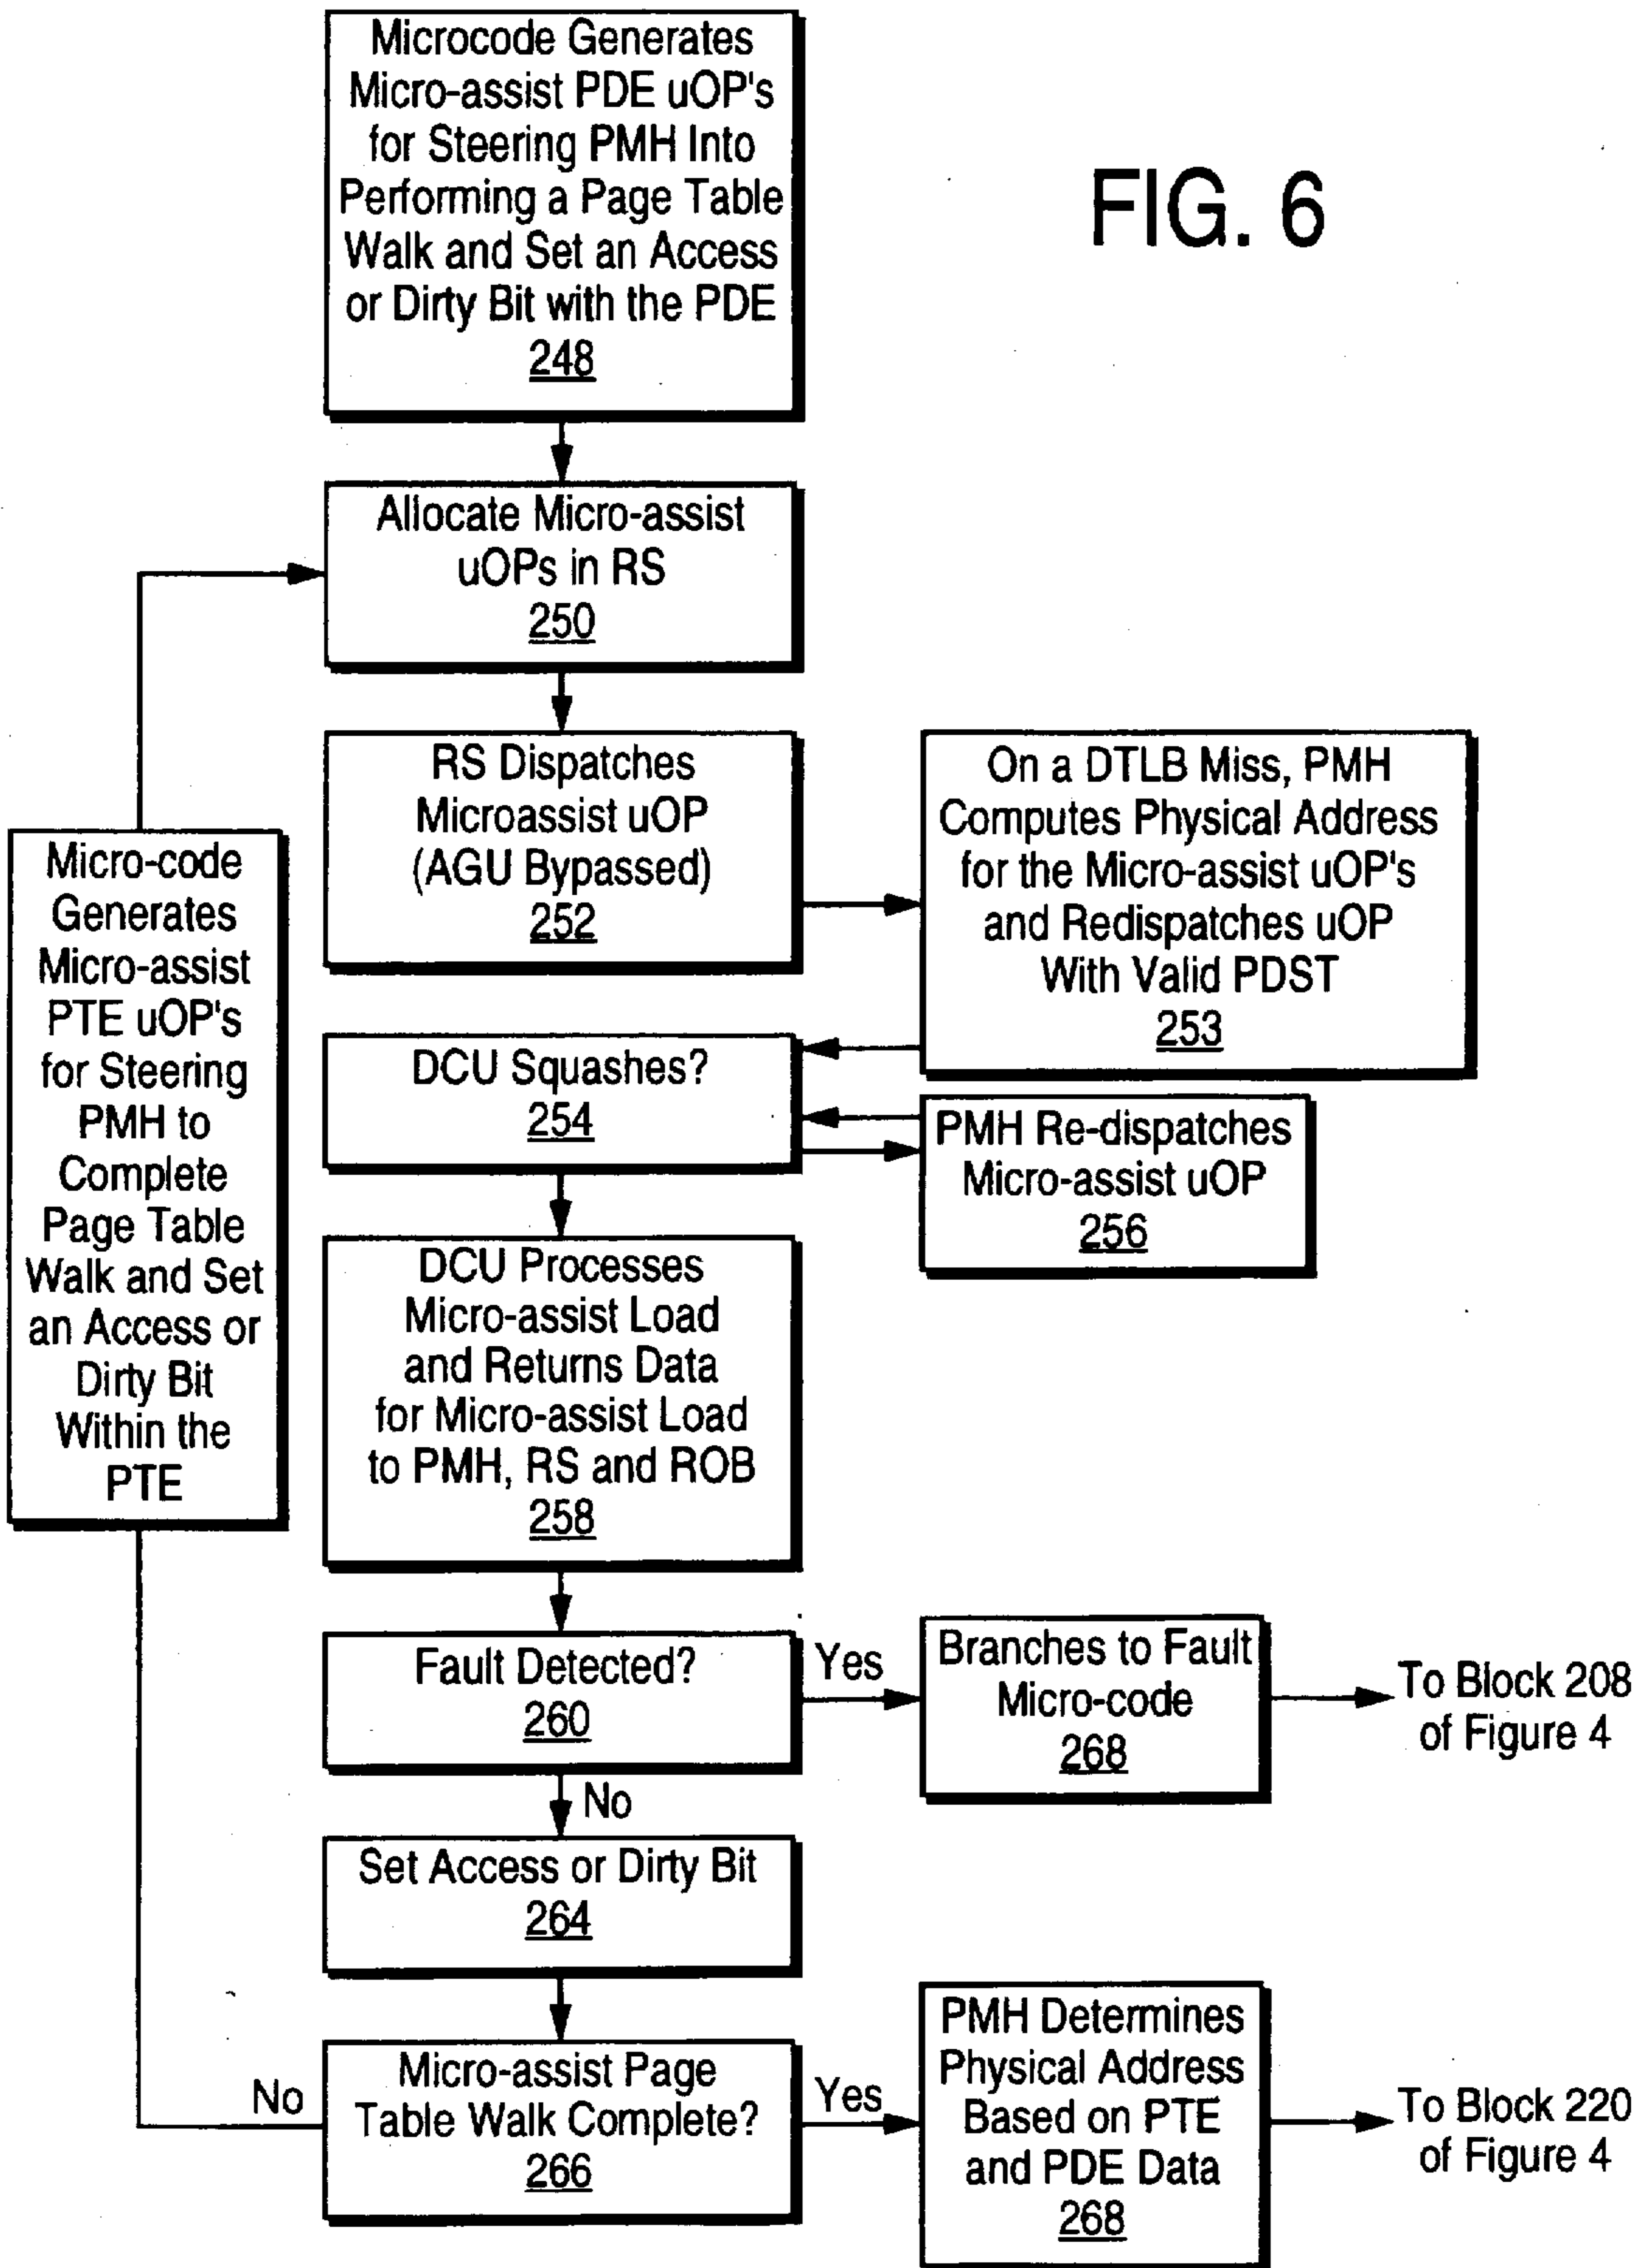 Microcode Generates
Micro-assist PDE uOP's
for Steering PMH Into
Performing a Page Table
Walk and Set an Access
or Dirty Bit with the PDE
248
FIG. 6
Allocate Micro-assist
uOPs in RS
250
RS Dispatches
Microassist uOP
(AGU Bypassed)
252
On a DTLB Miss, PMH
Computes Physical Address
for the Micro-assist uOP's
and Redispatches uOP
With Valid PDST
253
Micro-code
Generates
Micro-assist
PTE uOP's
for Steering
PMH to
Complete
Page Table
Walk and Set
an Access or
Dirty Bit
Within the
PTE
DCU Squashes?
254
PMH Re-dispatches
Micro-assist uOP
256
DCU Processes
Micro-assist Load
and Returns Data
for Micro-assist Load
to PMH, RS and ROB
258
Fault Detected?
260
Yes
Branches to Fault
Micro-code
268
To Block 208
of Figure 4
No
Set Access or Dirty Bit
264
Micro-assist Page
Table Walk Complete?
266
No
Yes
PMH Determines
Physical Address
Based on PTE
and PDE Data
268
To Block 220
of Figure 4